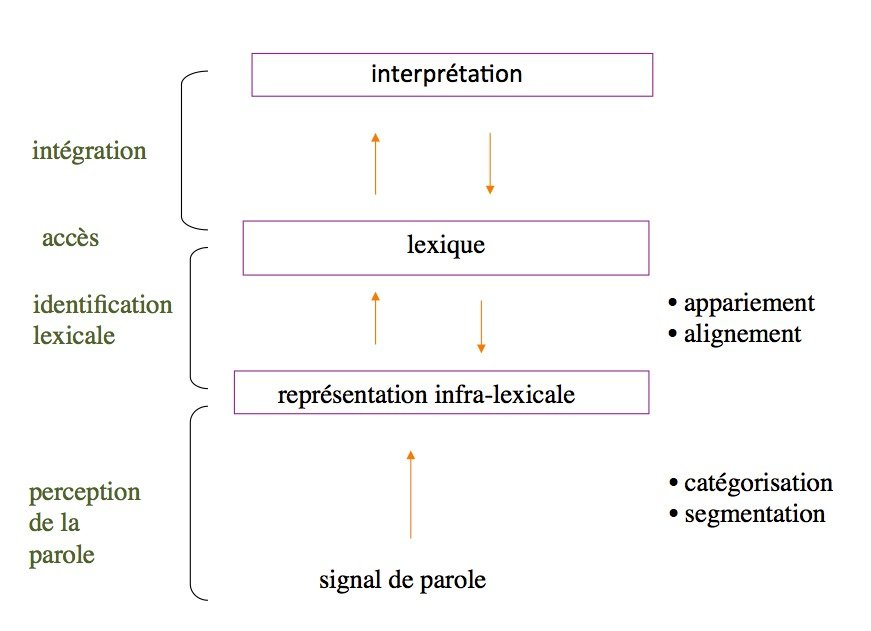 interprétation
intégration
accès
lexique
identification
lexicale
• appariement
• alignement
représentation infra-lexicale
perception
de la
parole
• catégorisation
• segmentation
signal de parole